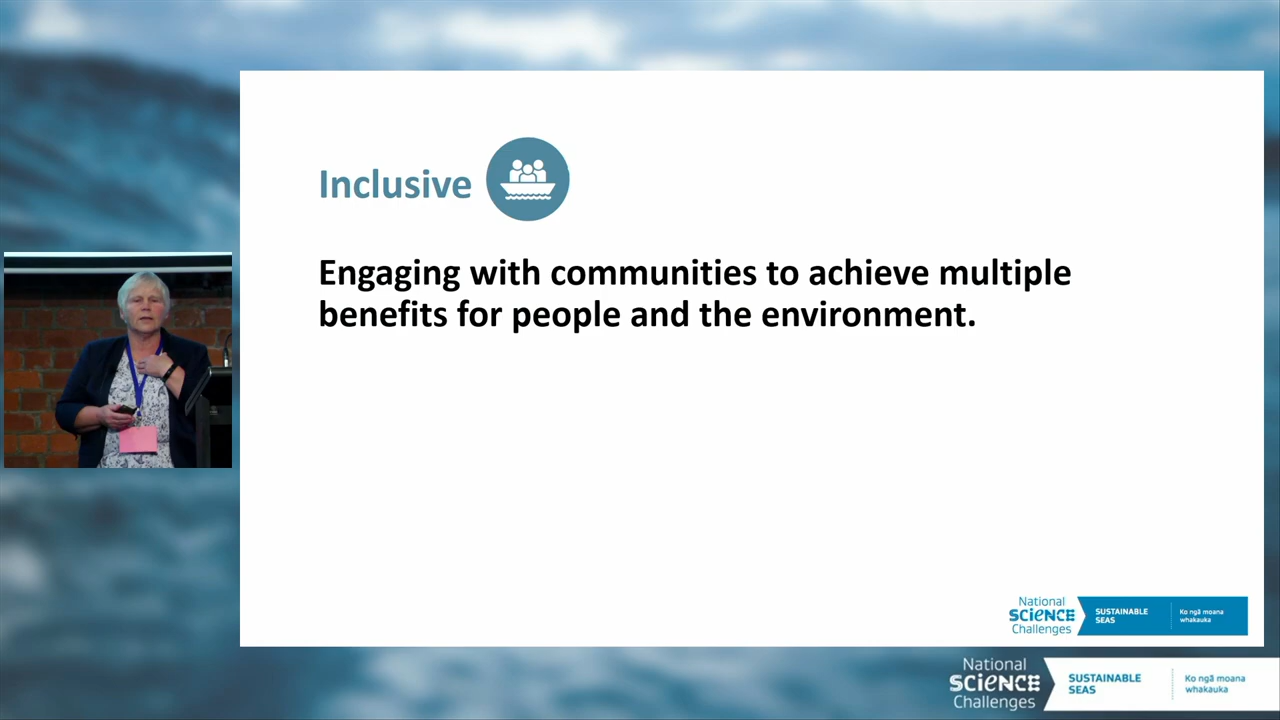 Inclusive
Engaging with communities to achieve multiple
benefits for people and the environment.
National
SCIENCE
Challenges
SUSTAINABLE
SEAS
Ko ngā moana
whakauka
National
SCIENCE
Challenges
SUSTAINABLE
SEAS
Ko ngā moana
whakauka